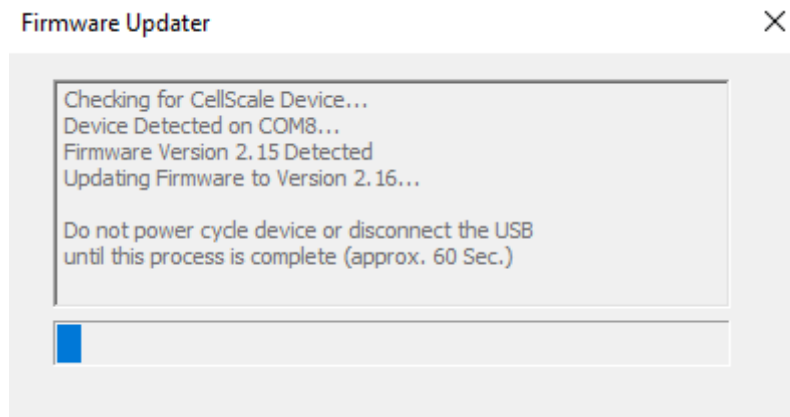 Firmware Updater
Checking for CellScale Device...
Device Detected on COM8...
Firmware Version 2.15 Detected
Updating Firmware to Version 2.16...
Do not power cycle device or disconnect the USB
until this process is complete (approx. 60 Sec.)